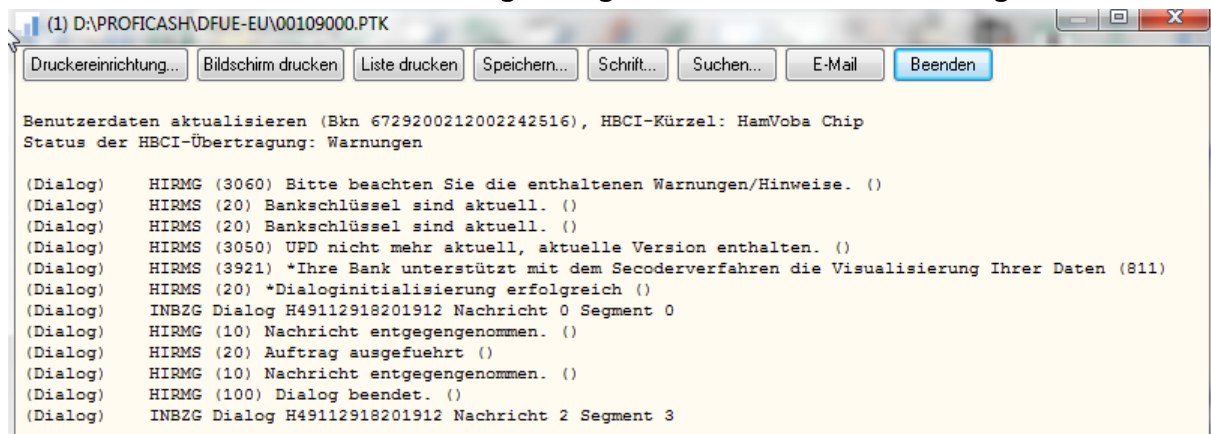 (1) D:\PROFICASH\DFUE-EU\00109000.PTK
Druckereinrichtung... Bildschirm drucken Liste drucken Speichern... Schrift... Suchen... E-Mail Beenden
Benutzerdaten aktualisieren (Bkn 6729200212002242516), HBCI-Kürzel: HamVoba Chip
Status der HBCI-Übertragung: Warnungen
(Dialog) HIRMG (3060) Bitte beachten Sie die enthaltenen Warnungen/Hinweise. ()
(Dialog) HIRMS (20) Bankschlüssel sind aktuell. ()
(Dialog) HIRMS (20) Bankschlüssel sind aktuell. ()
(Dialog) HIRMS (3050) UPD nicht mehr aktuell, aktuelle Version enthalten. ()
(Dialog) HIRMS (3921) *Ihre Bank unterstützt mit dem Secoderverfahren die Visualisierung Ihrer Daten (811)
(Dialog) HIRMS (20) *Dialoginitialisierung erfolgreich ()
(Dialog) INBZG Dialog H49112918201912 Nachricht 0 Segment 0
(Dialog) HIRMG (10) Nachricht entgegengenommen. ()
(Dialog) HIRMS (20) Auftrag ausgefuehrt ()
(Dialog) HIRMG (10) Nachricht entgegengenommen. ()
(Dialog) HIRMG (100) Dialog beendet. ()
(Dialog) INBZG Dialog H49112918201912 Nachricht 2 Segment 3